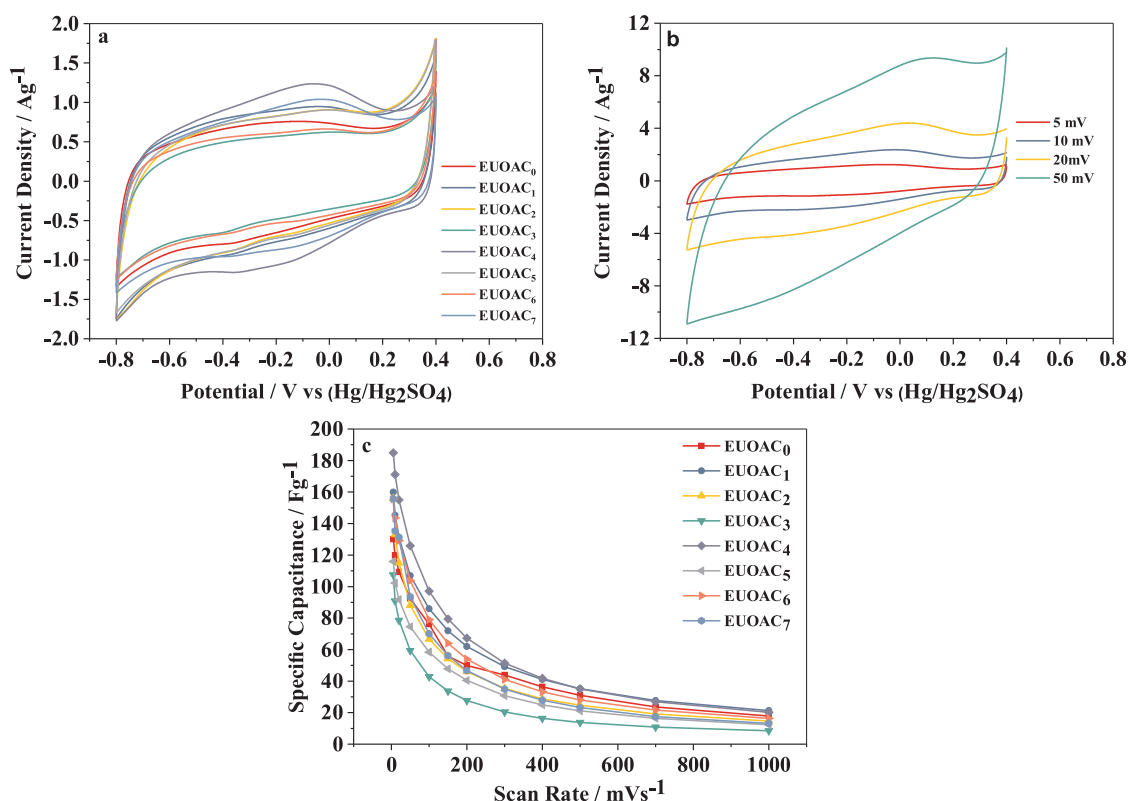 a
2.0
1.5
1.0
0.5
0.0
-0.5
-1.0
-1.5
-2.0
Current Density / Ag-1
EUOAC0
EUOAC1
EUOAC2
EUOAC3
EUOAC4
EUOAC5
EUOAC6
EUOAC7
-0.8 -0.6 -0.4 -0.2 0.0 0.2 0.4 0.6 0.8
Potential / V vs (Hg/Hg2SO4)
b
12
8
4
0
-4
-8
-12
Current Density / Ag-1
5 mV
10 mV
20mV
50 mV
-0.8 -0.6 -0.4 -0.2 0.0 0.2 0.4 0.6 0.8
Potential / V vs (Hg/Hg2SO4)
c
200
180
160
140
120
100
80
60
40
20
0
Specific Capacitance / Fg-1
EUOAC0
EUOAC1
EUOAC2
EUOAC3
EUOAC4
EUOAC5
EUOAC6
EUOAC7
0 200 400 600 800 1000
Scan Rate / mVs-1